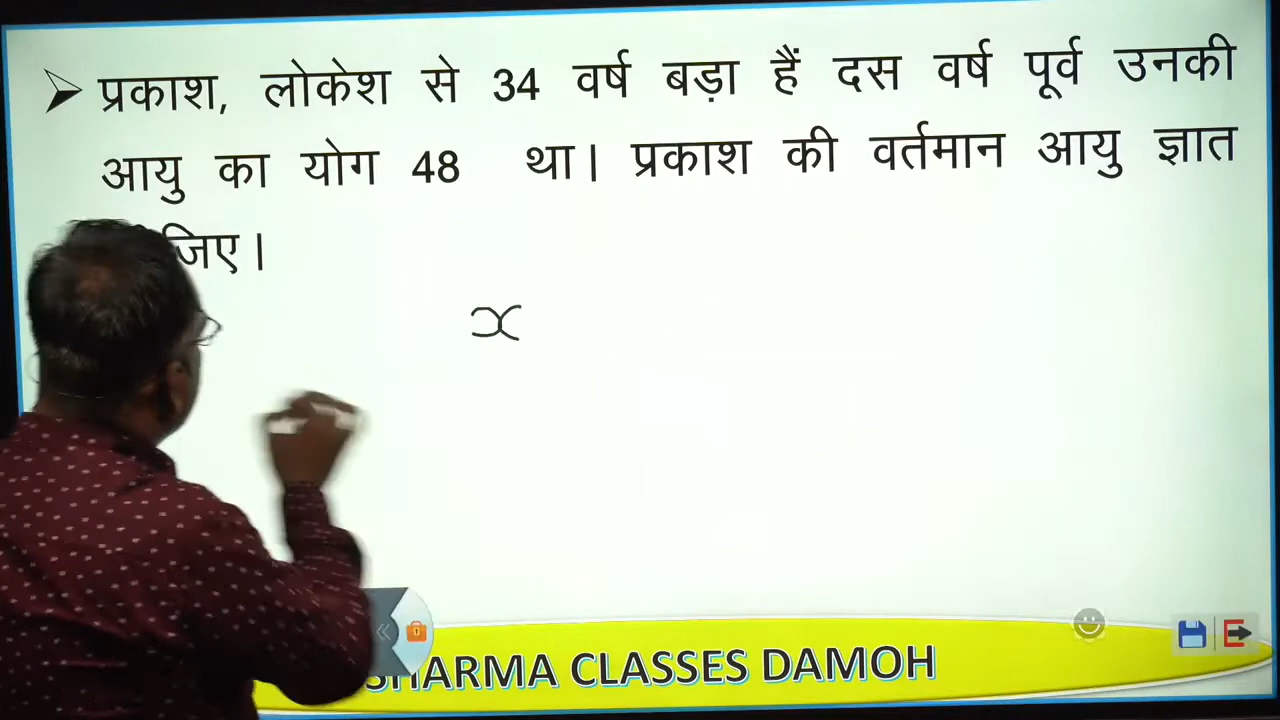 प्रकाश, लोकेश से 34 वर्ष बड़ा हैं दस वर्ष पूर्व उनकी
आयु का योग 48 था। प्रकाश की वर्तमान आयु ज्ञात
x
SHARMA CLASSES DAMOH